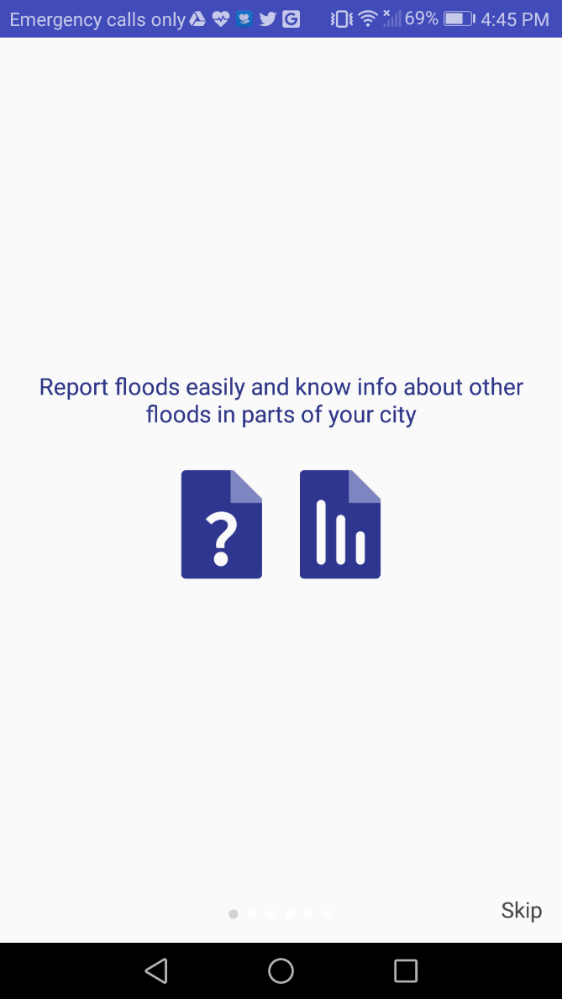 Emergency calls only 69% 4:45 PM
Report floods easily and know info about other
floods in parts of your city
?
Skip